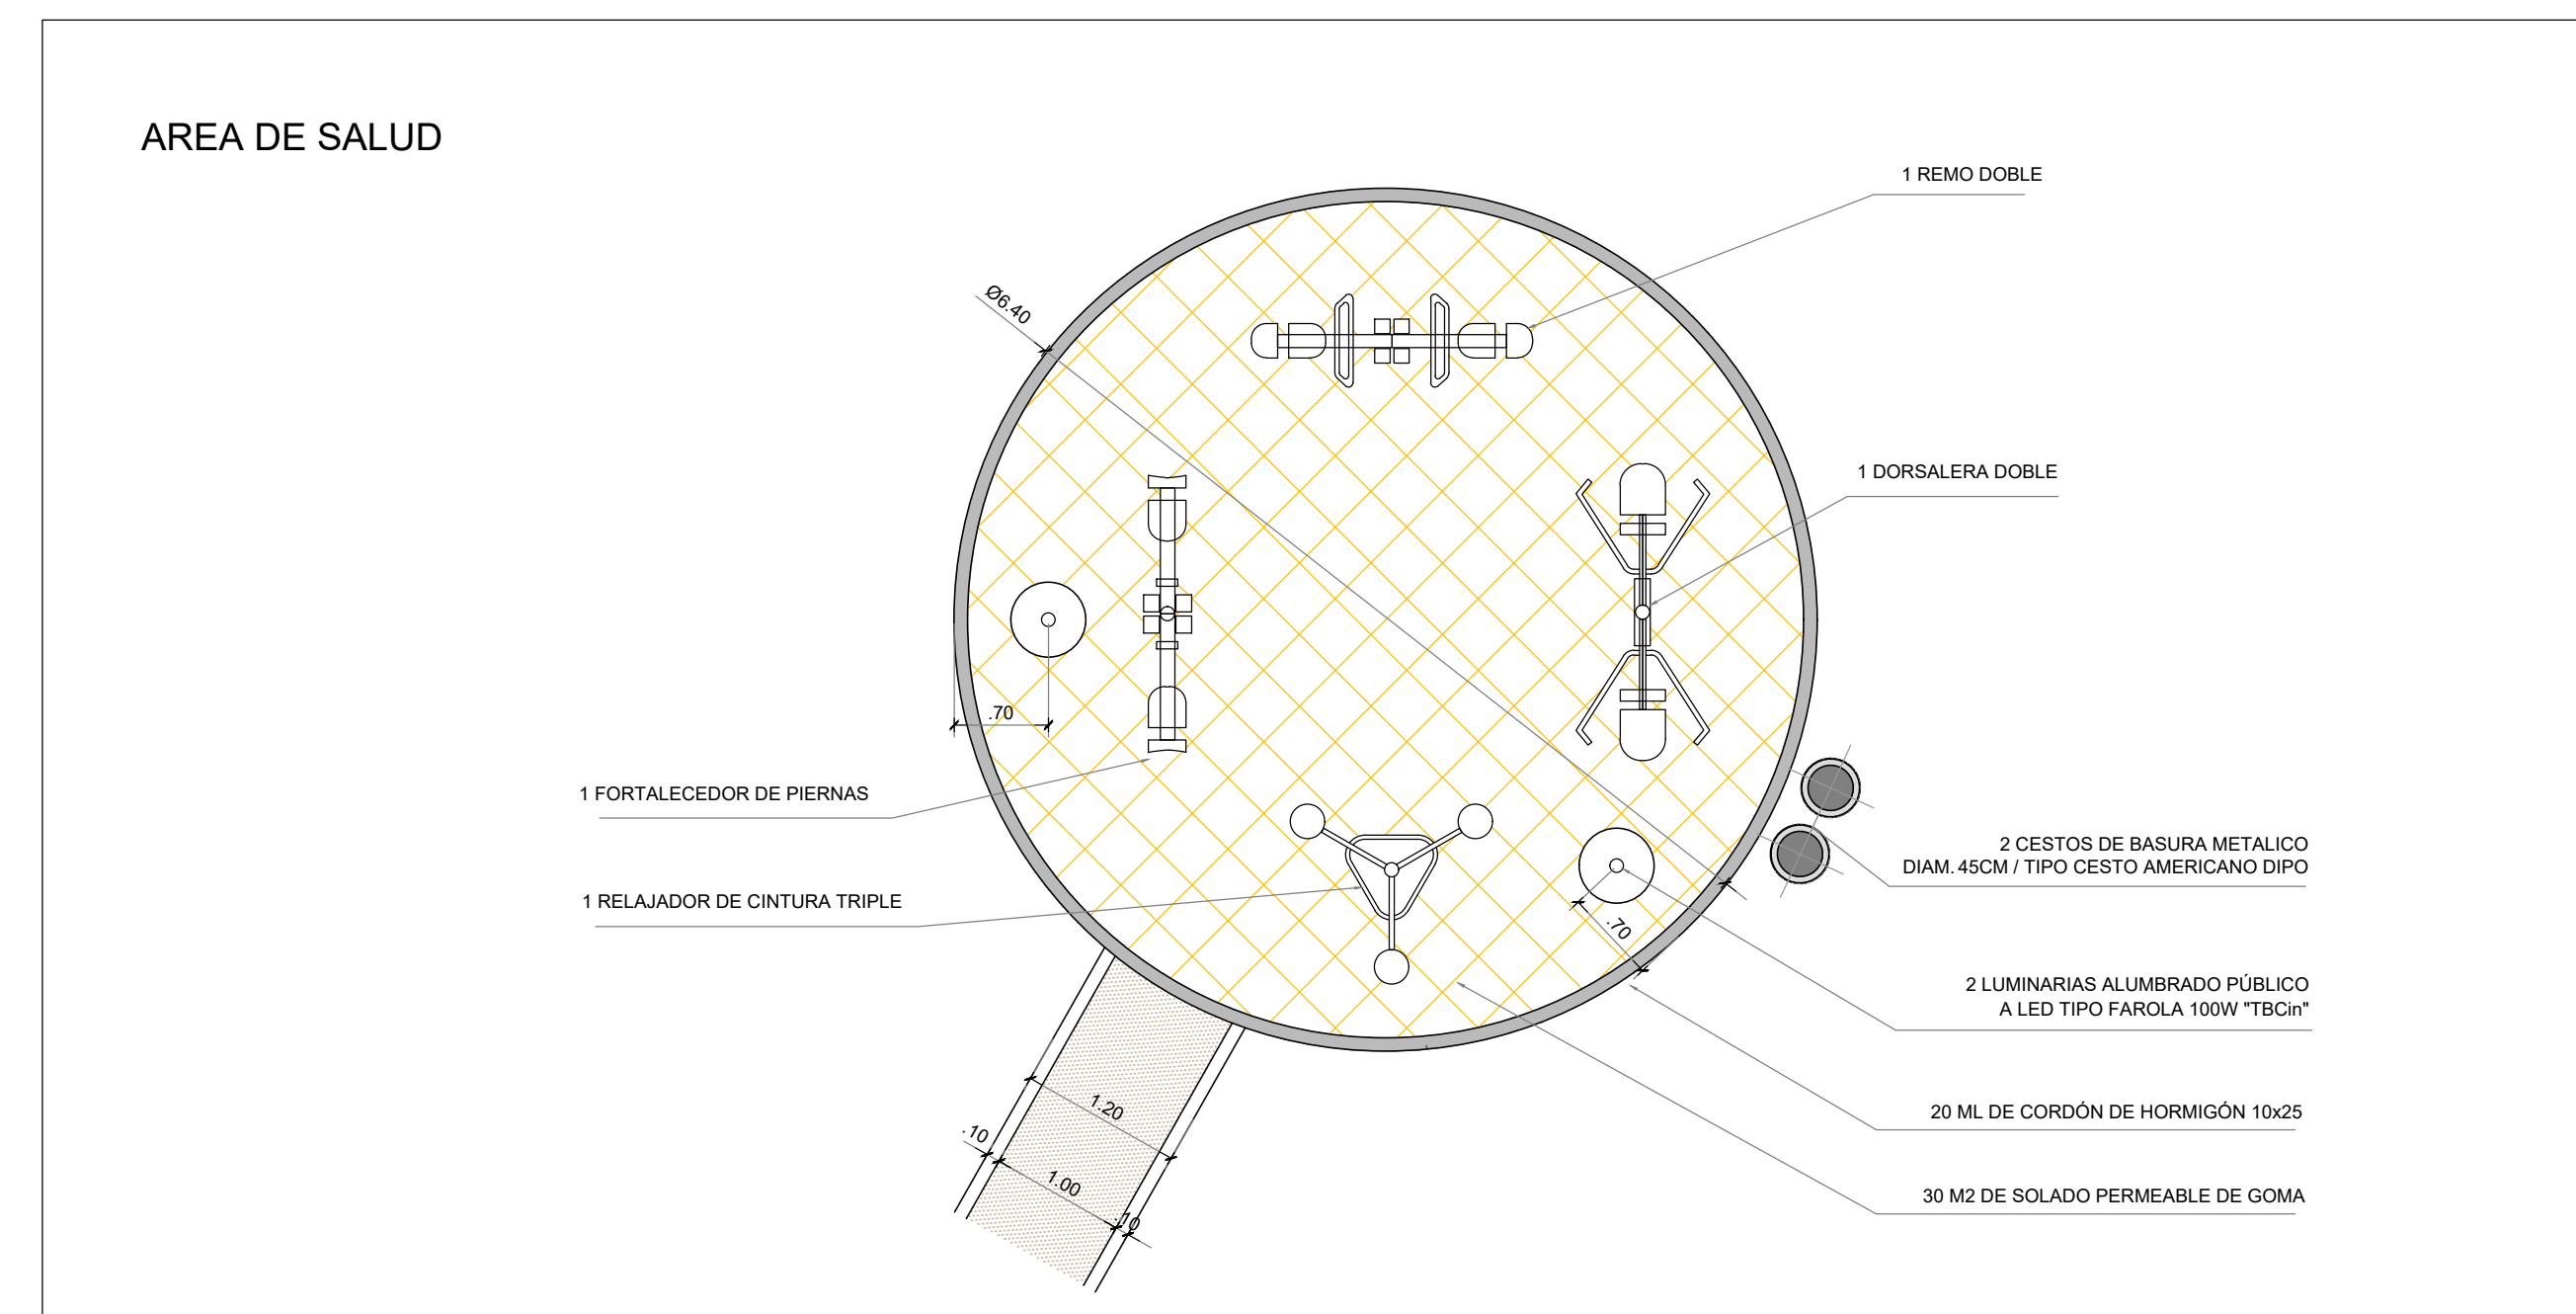 AREA DE SALUD
1 REMO DOBLE
Ø6.40
1 DORSALERA DOBLE
.70
1 FORTALECEDOR DE PIERNAS
2 CESTOS DE BASURA METALICO
DIAM. 45CM / TIPO CESTO AMERICANO DIPO
1 RELAJADOR DE CINTURA TRIPLE
.70
2 LUMINARIAS ALUMBRADO PÚBLICO
A LED TIPO FAROLA 100W "TBCin"
1.20
20 ML DE CORDÓN DE HORMIGÓN 10x25
.10
1.00
30 M2 DE SOLADO PERMEABLE DE GOMA
.10